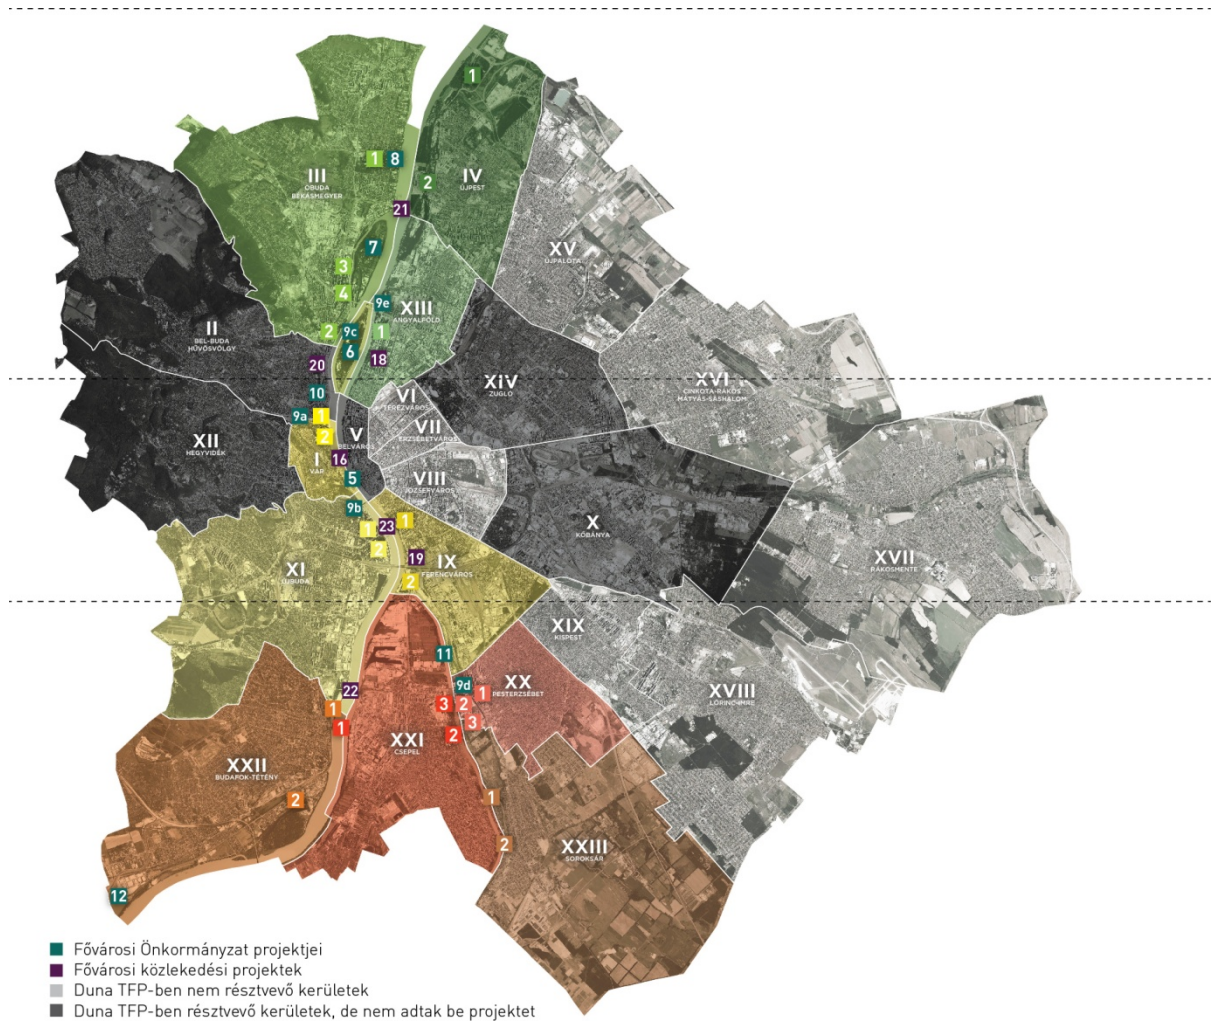 1
1
8
III
ÓBUDA
BÉKÁSMEGYER
IV
ÚJPEST
2
21
7
XV
ÚJPALOTA
3
4
9e
XIII
ANGYALFÖLD
2
9c
1
6
II
BEL-BUDA
HŰVÖSVÖLGY
20
18
10
VI
TERÉZVÁROS
XIV
ZUGLÓ
XVI
CINKOTA-RÁKOS
MÁTYÁS-SASHALOM
9a
1
2
XII
HEGYVIDÉK
V
BELVÁROS
VII
ERZSÉBETVÁROS
I
VÁR
16
5
VIII
JÓZSEFVÁROS
9b
1
23
1
2
X
KŐBÁNYA
XVII
RÁKOSMENTE
XI
ÚJBUDA
19
IX
FERENCVÁROS
2
XIX
KISPEST
11
22
9d
1
XX
PESTERZSÉBET
XVIII
LŐRINC-IMRE
1
1
3
2
3
2
XXI
CSEPEL
XXII
BUDAFOK-TÉTÉNY
2
1
2
XXIII
SOROKSÁR
12
Fővárosi Önkormányzat projektjei
Fővárosi közlekedési projektek
Duna TFP-ben nem résztvevő kerületek
Duna TFP-ben résztvevő kerületek, de nem adtak be projektet